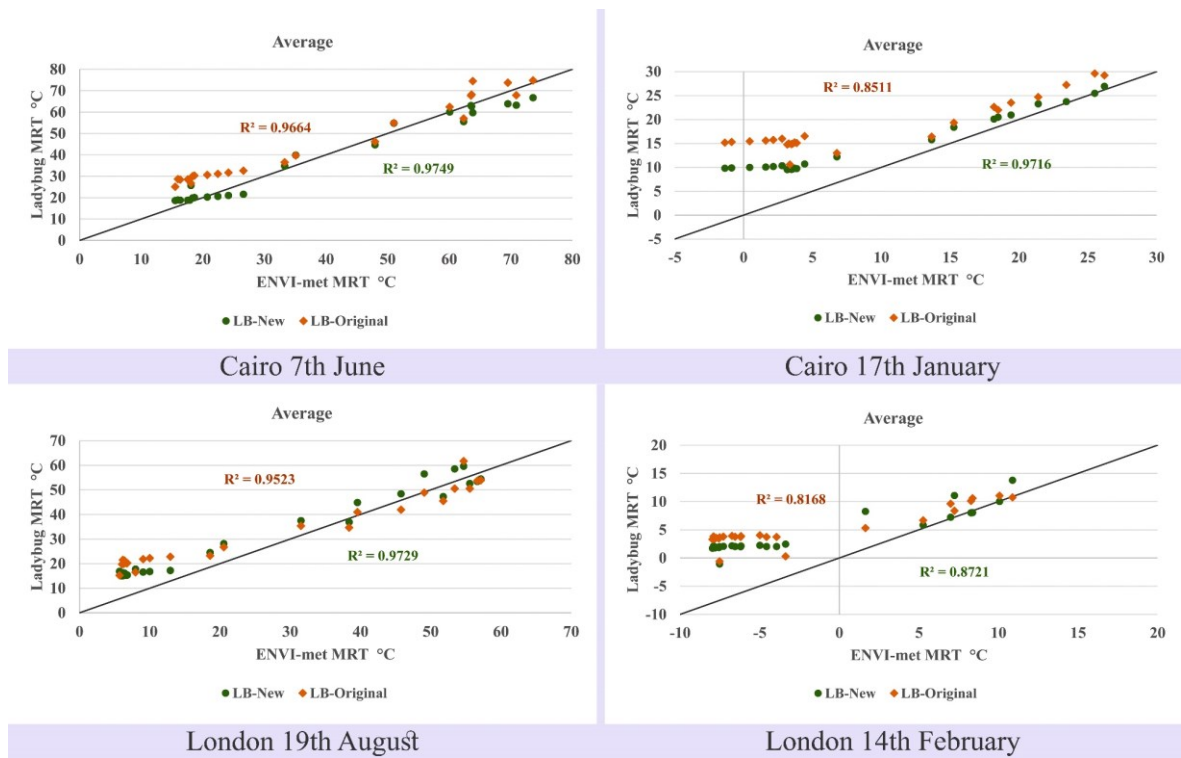 Average
80
70
60
50
40
30
20
10
0
Ladybug MRT °C
R² = 0.9664
R² = 0.9749
0 10 20 30 40 50 60 70 80
ENVI-met MRT °C
LB-New LB-Original
Cairo 7th June
Average
30
25
20
15
10
5
0
-5
Ladybug MRT °C
R² = 0.8511
R² = 0.9716
-5 0 5 10 15 20 25 30
ENVI-met MRT °C
LB-New LB-Original
Cairo 17th January
Average
70
60
50
40
30
20
10
0
Ladybug MRT °C
R² = 0.9523
R² = 0.9729
0 10 20 30 40 50 60 70
ENVI-met MRT °C
LB-New LB-Original
London 19th August
Average
20
15
10
5
0
-5
-10
Ladybug MRT °C
R² = 0.8168
R² = 0.8721
-10 -5 0 5 10 15 20
ENVI-met MRT °C
LB-New LB-Original
London 14th February